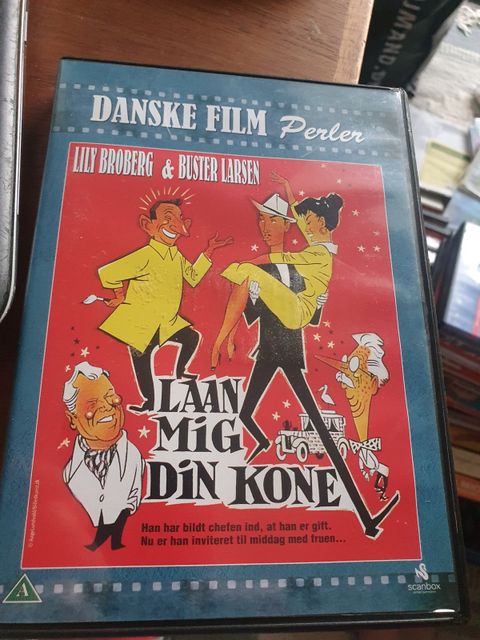 DANSKE FILM Perler
LILY BROBERG & BUSTER LARSEN
LAAN
MIG
DIN KONE
Han har bildt chefen ind, at han er gift.
Nu er han inviteret til middag med fruen...
A
scanbox